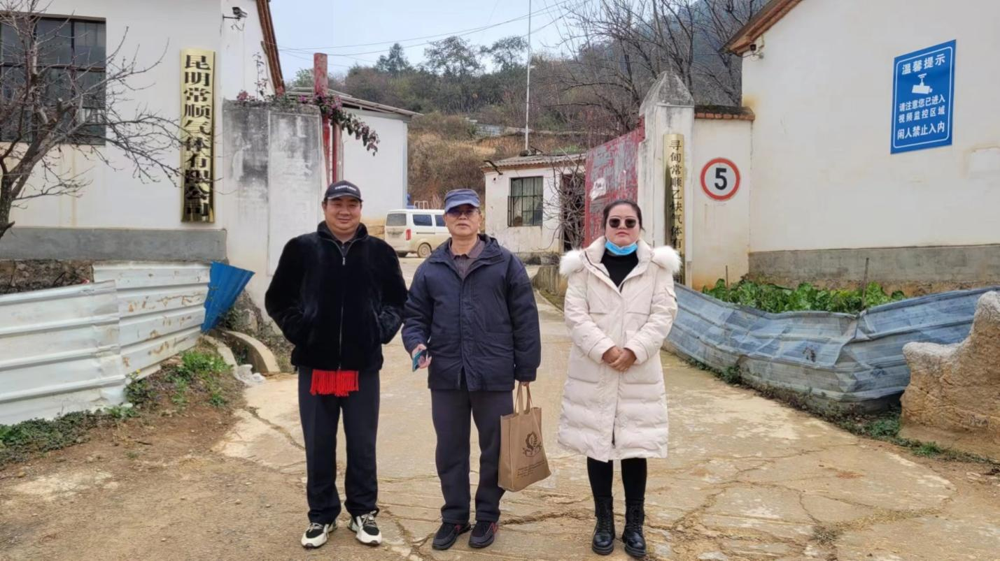 昆明常顺气体有限公司
寻甸常顺乙炔气体有
5
温馨提示
请注意您已进入
视频监控区域
闲人禁止入内